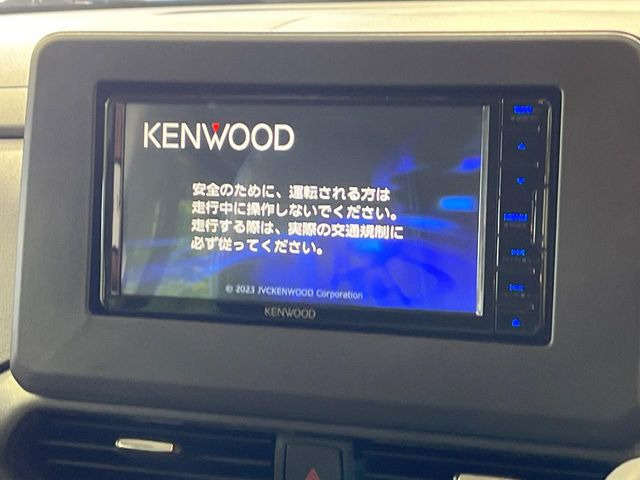 KENWOOD
安全のために、運転される方は
走行中に操作しないでください。
走行する際は、実際の交通規制に
必ず従ってください。
© 2023 JVCKENWOOD Corporation
KENWOOD
MENU